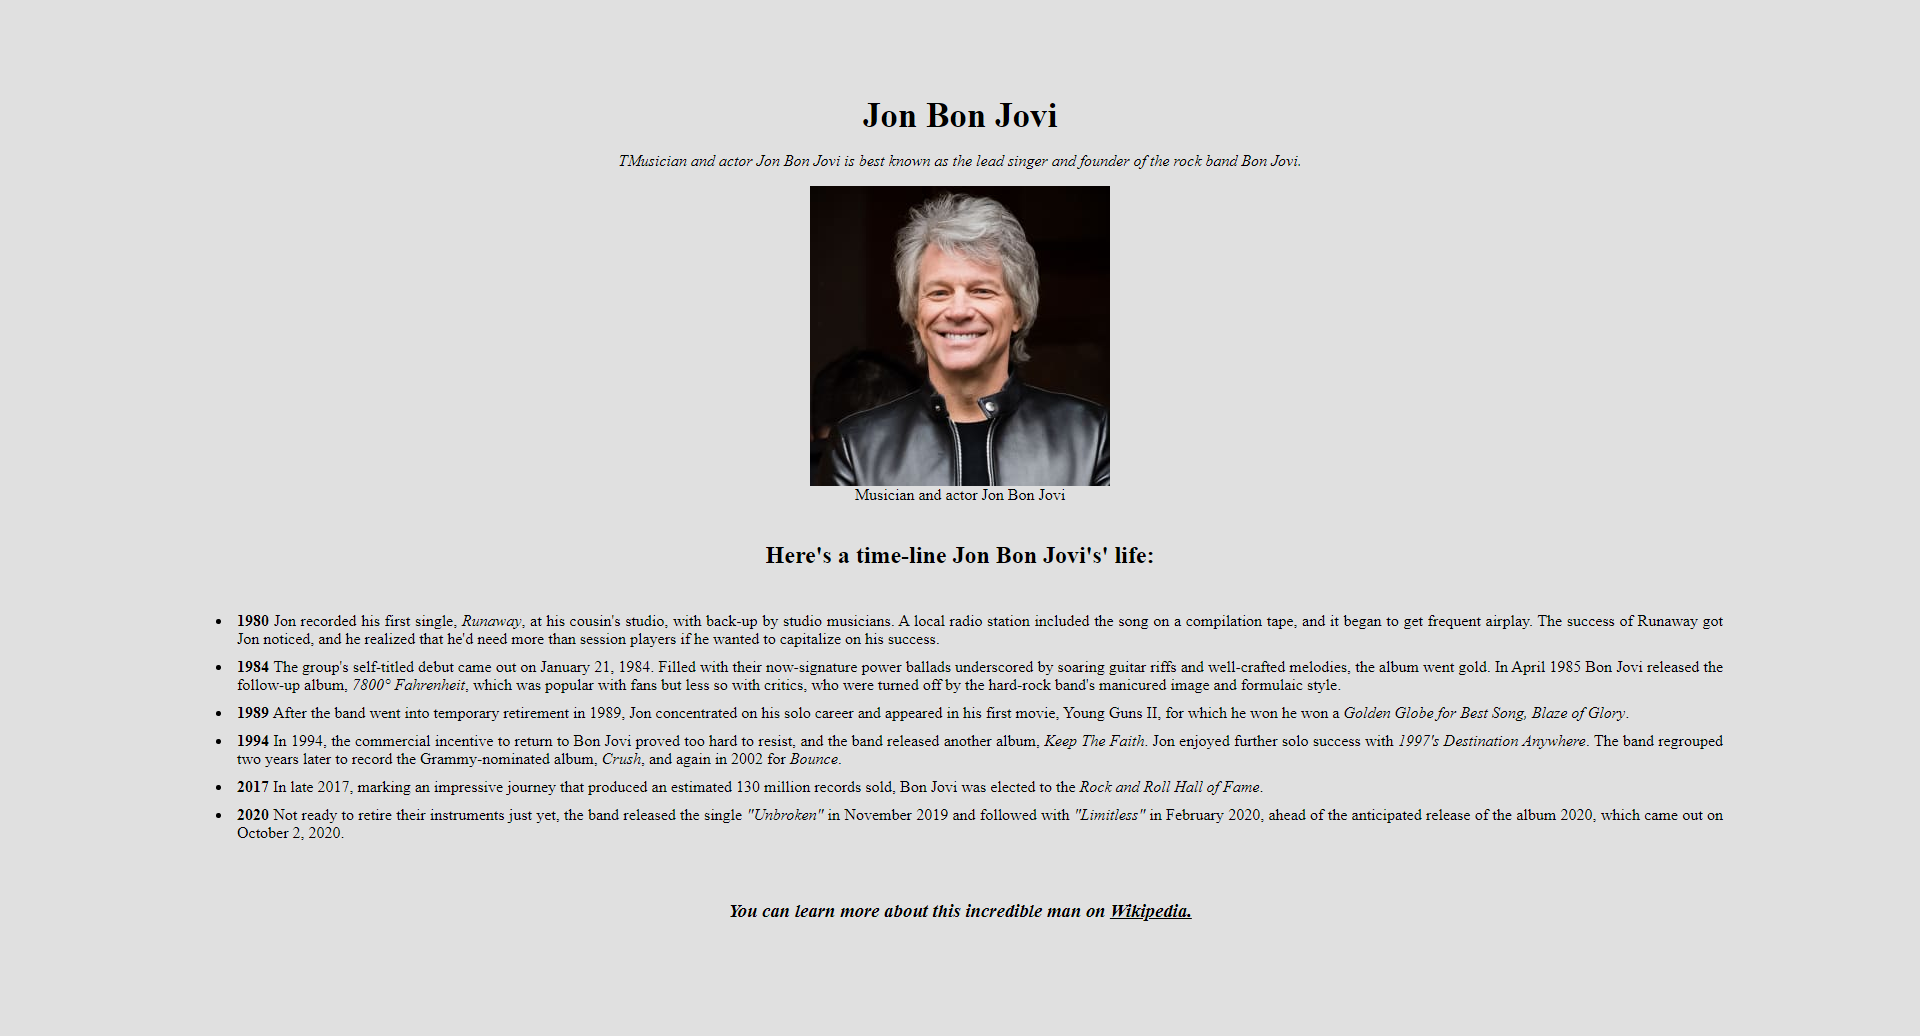 Jon Bon Jovi
TMusician and actor Jon Bon Jovi is best known as the lead singer and founder of the rock band Bon Jovi.
Musician and actor Jon Bon Jovi
Here's a time-line Jon Bon Jovi's' life:
• 1980 Jon recorded his first single, Runaway, at his cousin's studio, with back-up by studio musicians. A local radio station included the song on a compilation tape, and it began to get frequent airplay. The success of Runaway got
Jon noticed, and he realized that he'd need more than session players if he wanted to capitalize on his success.
• 1984 The group's self-titled debut came out on January 21, 1984. Filled with their now-signature power ballads underscored by soaring guitar riffs and well-crafted melodies, the album went gold. In April 1985 Bon Jovi released the
follow-up album, 7800° Fahrenheit, which was popular with fans but less so with critics, who were turned off by the hard-rock band's manicured image and formulaic style.
• 1989 After the band went into temporary retirement in 1989, Jon concentrated on his solo career and appeared in his first movie, Young Guns II, for which he won he won a Golden Globe for Best Song, Blaze of Glory.
• 1994 In 1994, the commercial incentive to return to Bon Jovi proved too hard to resist, and the band released another album, Keep The Faith. Jon enjoyed further solo success with 1997's Destination Anywhere. The band regrouped
two years later to record the Grammy-nominated album, Crush, and again in 2002 for Bounce.
• 2017 In late 2017, marking an impressive journey that produced an estimated 130 million records sold, Bon Jovi was elected to the Rock and Roll Hall of Fame.
• 2020 Not ready to retire their instruments just yet, the band released the single "Unbroken" in November 2019 and followed with "Limitless" in February 2020, ahead of the anticipated release of the album 2020, which came out on
October 2, 2020.
You can learn more about this incredible man on Wikipedia.